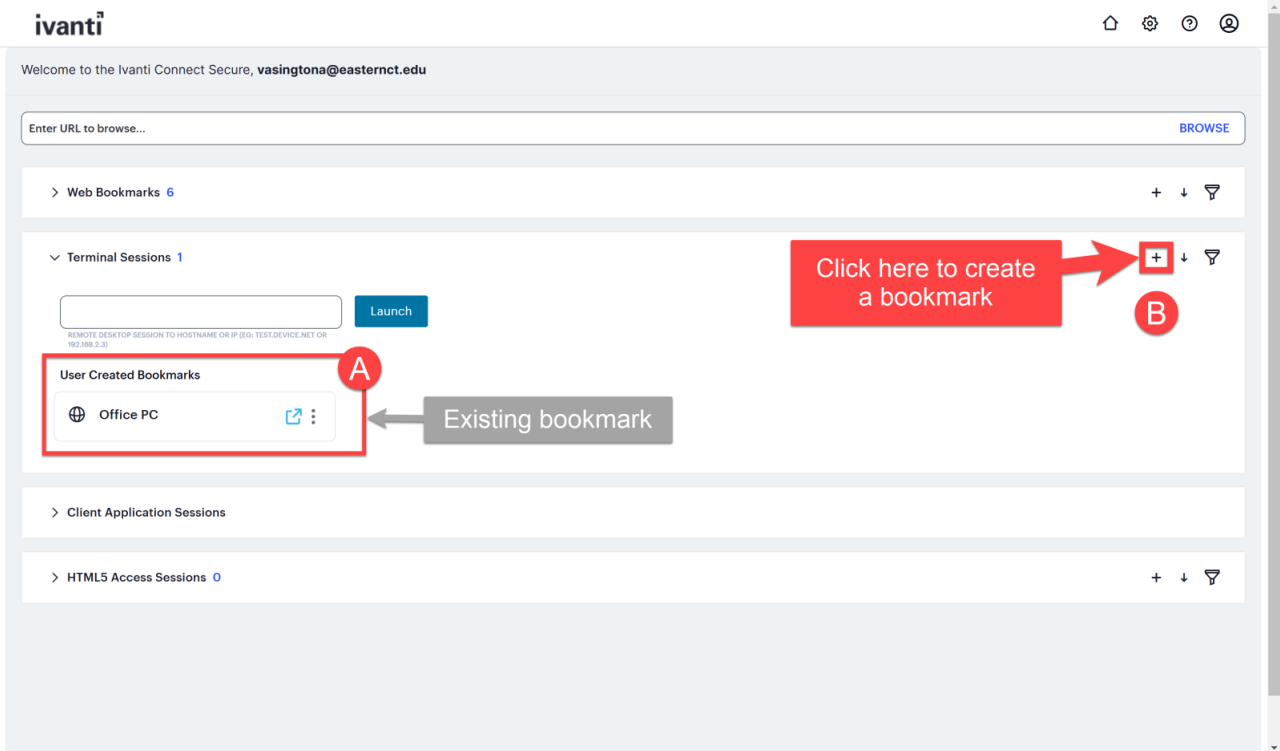 ivanti
Welcome to the Ivanti Connect Secure, vasingtona@easternct.edu
Enter URL to browse...
BROWSE
Web Bookmarks 6
Terminal Sessions 1
Click here to create
a bookmark
B
Launch
REMOTE DESKTOP SESSION TO HOSTNAME OR IP (EG: TEST.DEVICE.NET OR
192.168.2.3)
A
User Created Bookmarks
Office PC
Existing bookmark
Client Application Sessions
HTML5 Access Sessions 0